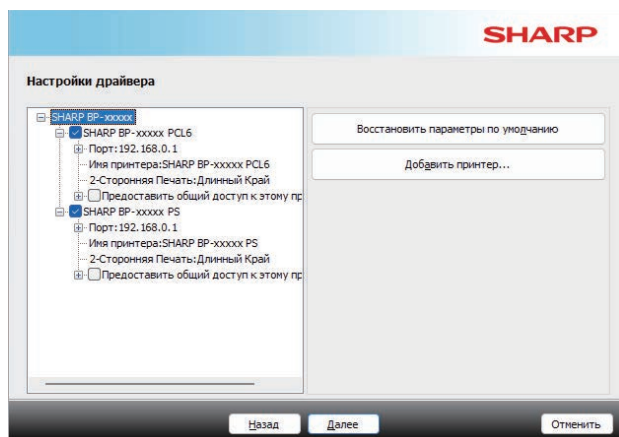 SHARP
Настройки драйвера
SHARP BP-xxxxx
SHARP BP-xxxxx PCL6
Порт:192.168.0.1
Имя принтера:SHARP BP-xxxxx PCL6
2-Сторонняя Печать:Длинный Край
Предоставить общий доступ к этому пр
SHARP BP-xxxxx PS
Порт:192.168.0.1
Имя принтера:SHARP BP-xxxxx PS
2-Сторонняя Печать:Длинный Край
Предоставить общий доступ к этому пр
Восстановить параметры по умолчанию
Добавить принтер...
Назад
Далее
Отменить